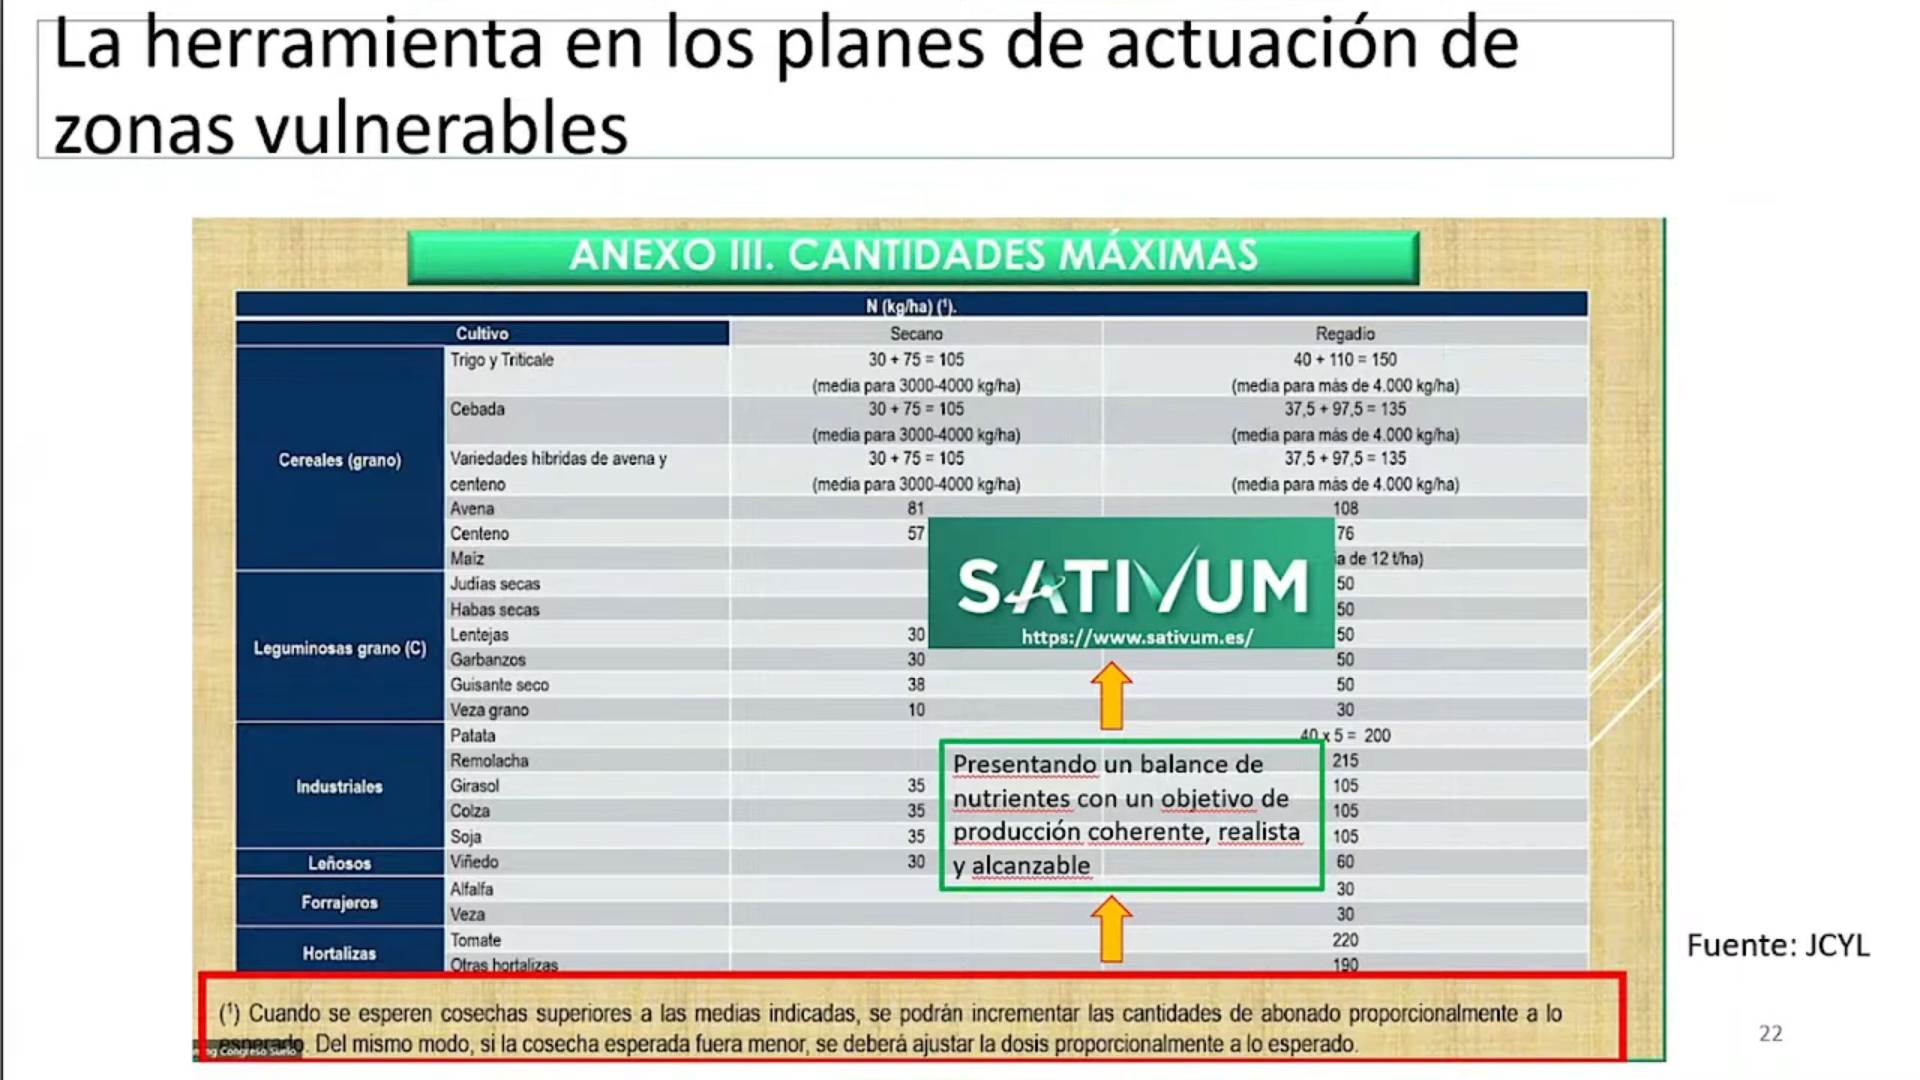 La herramienta en los planes de actuación de
zonas vulnerables
ANEXO III. CANTIDADES MÁXIMAS
N (kg/ha) (¹).
Cultivo Secano Regadío
Cereales (grano)
Trigo y Triticale 30 + 75 = 105 40 + 110 = 150
(media para 3000-4000 kg/ha) (media para más de 4.000 kg/ha)
Cebada 30 + 75 = 105 37,5 + 97,5 = 135
(media para 3000-4000 kg/ha) (media para más de 4.000 kg/ha)
Variedades híbridas de avena y 30 + 75 = 105 37,5 + 97,5 = 135
centeno (media para 3000-4000 kg/ha) (media para más de 4.000 kg/ha)
Avena 81 108
Centeno 57 76
Maíz de 12 t/ha)
Leguminosas grano (C)
Judías secas 50
Habas secas 50
Lentejas 30 50
Garbanzos 30 50
Guisante seco 38 50
Veza grano 10 30
Industriales
Patata 40 x 5 = 200
Remolacha 215
Girasol 35 105
Colza 35 105
Soja 35 105
Leñosos
Viñedo 30 60
Forrajeros
Alfalfa 30
Veza 30
Hortalizas
Tomate 220
Otras hortalizas 190
SATIVUM
https://www.sativum.es/
Presentando un balance de
nutrientes con un objetivo de
producción coherente, realista
y alcanzable
(¹) Cuando se esperen cosechas superiores a las medias indicadas, se podrán incrementar las cantidades de abonado proporcionalmente a lo
esperado. Del mismo modo, si la cosecha esperada fuera menor, se deberá ajustar la dosis proporcionalmente a lo esperado.
Congreso Suelo
Fuente: JCYL
22